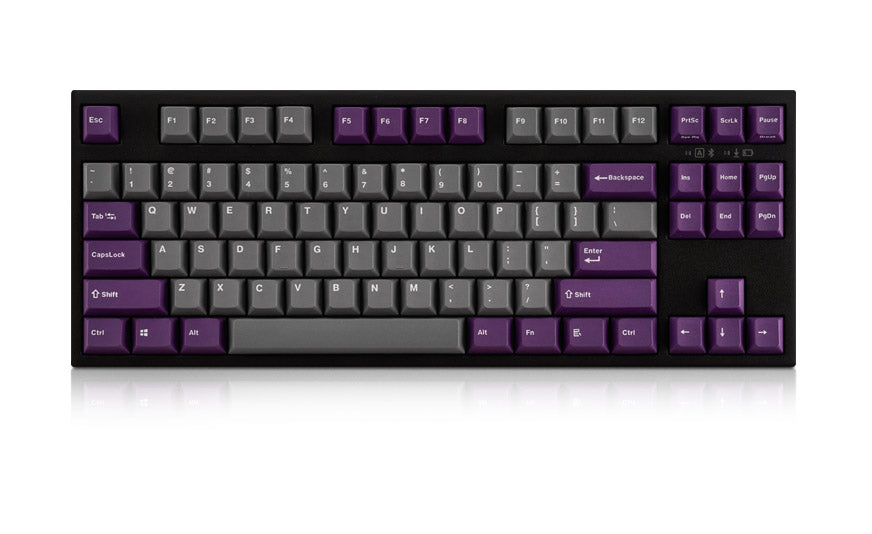 Esc F1 F2 F3 F4 F5 F6 F7 F8 F9 F10 F11 F12 PrtSc ScrLk Pause
A
~ ! @ # $ % ^ & * ( ) _ +
1 2 3 4 5 6 7 8 9 0 - = ←Backspace Ins Home PgUp
Tab Q W E R T Y U I O P { } Del End PgDn
[ ] \
CapsLock A S D F G H J K L : " Enter
; '
⇧ Shift Z X C V B N M < > ? ⇧ Shift ↑
, . /
Ctrl Alt Alt Fn Ctrl ← ↓ →